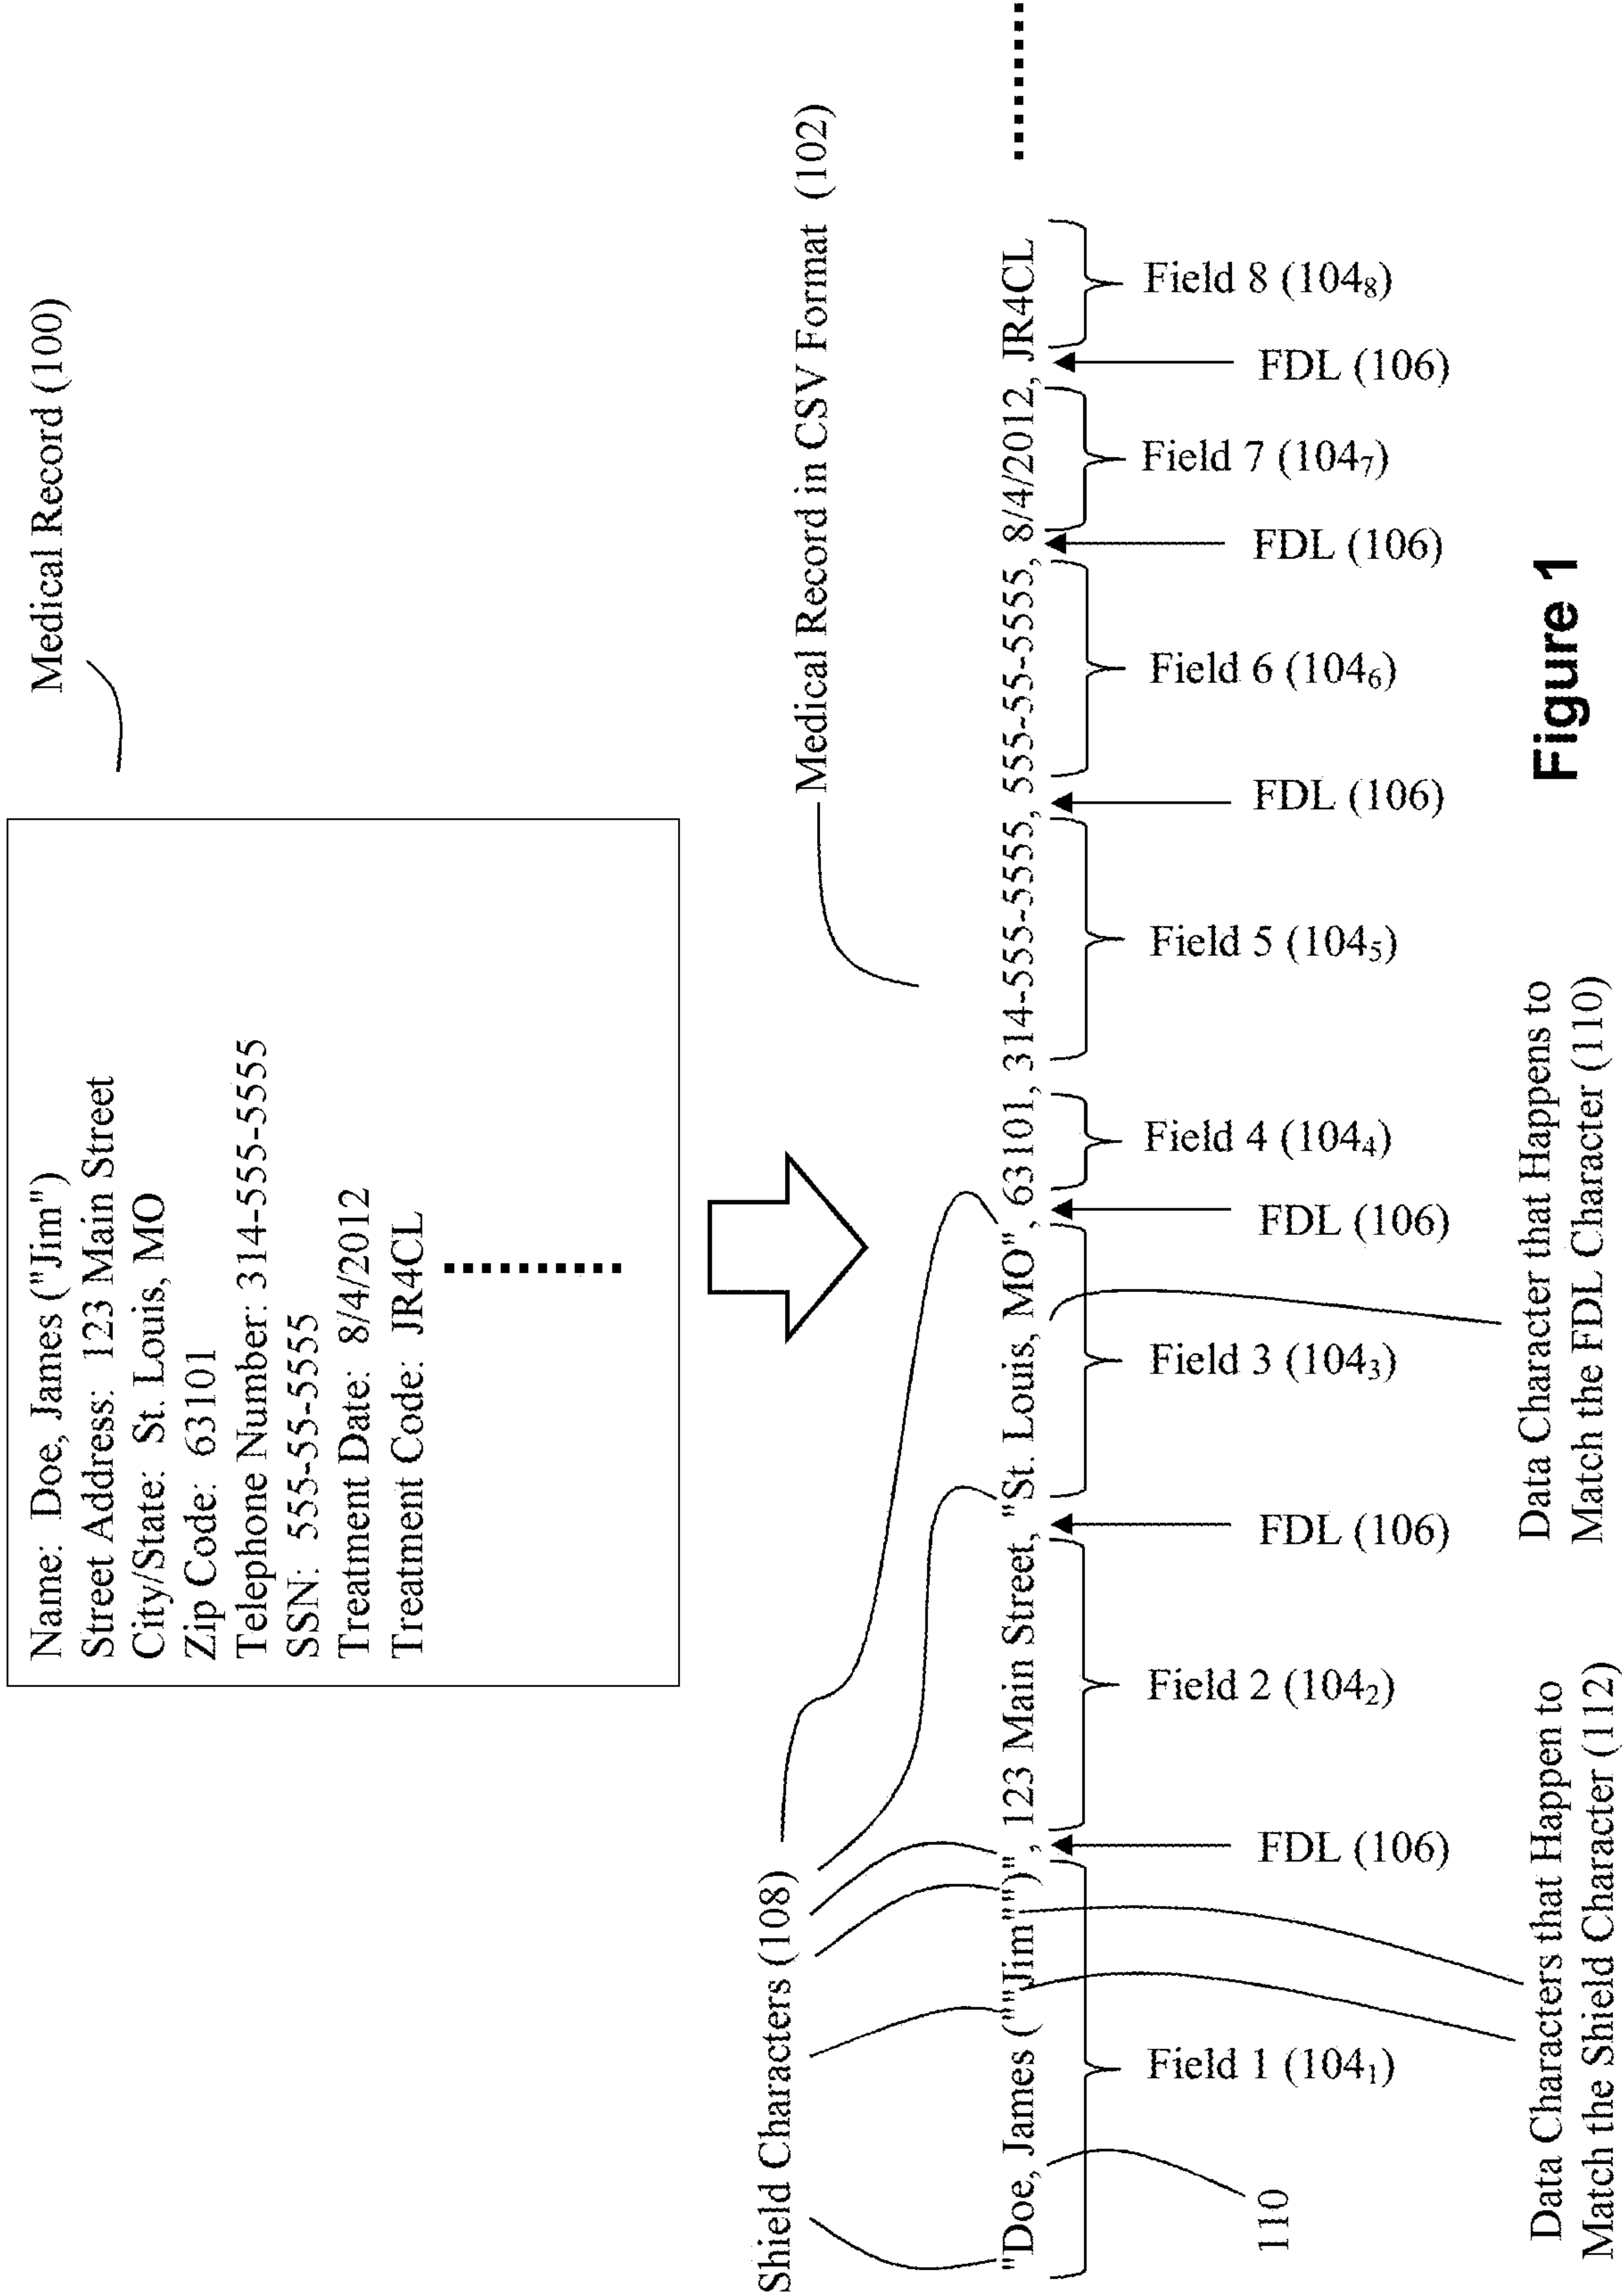 Medical Record (100)
Name: Doe, James ("Jim")
Street Address: 123 Main Street
City/State: St. Louis, MO
Zip Code: 63101
Telephone Number: 314-555-5555
SSN: 555-55-5555
Treatment Date: 8/4/2012
Treatment Code: JR4CL
Shield Characters (108)
Medical Record in CSV Format (102)
"Doe, James (""Jim"")", 123 Main Street, "St. Louis, MO", 63101, 314-555-5555, 555-55-5555, 8/4/2012, JR4CL
Field 1 (104₁)
Field 2 (104₂)
Field 3 (104₃)
Field 4 (104₄)
Field 5 (104₅)
Field 6 (104₆)
Field 7 (104₇)
Field 8 (104₈)
110
FDL (106)
FDL (106)
FDL (106)
FDL (106)
FDL (106)
FDL (106)
Data Characters that Happen to
Match the Shield Character (112)
Data Character that Happens to
Match the FDL Character (110)
Figure 1